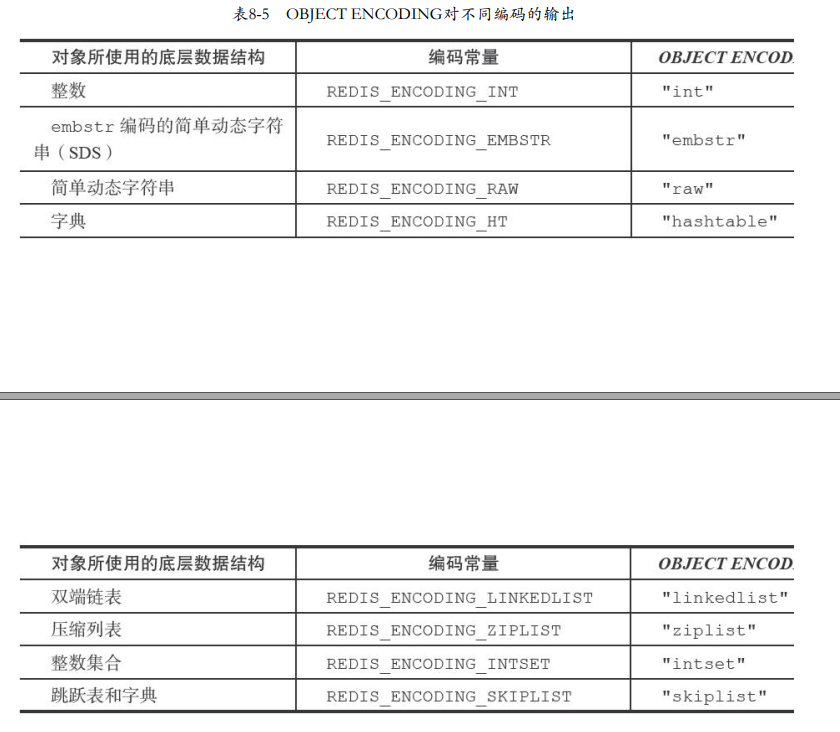 表8-5 OBJECT ENCODING对不同编码的输出
对象所使用的底层数据结构 编码常量 OBJECT ENCOD
整数 REDIS_ENCODING_INT "int"
embstr 编码的简单动态字符
串（SDS） REDIS_ENCODING_EMBSTR "embstr"
简单动态字符串 REDIS_ENCODING_RAW "raw"
字典 REDIS_ENCODING_HT "hashtable"
对象所使用的底层数据结构 编码常量 OBJECT ENCOD
双端链表 REDIS_ENCODING_LINKEDLIST "linkedlist"
压缩列表 REDIS_ENCODING_ZIPLIST "ziplist"
整数集合 REDIS_ENCODING_INTSET "intset"
跳跃表和字典 REDIS_ENCODING_SKIPLIST "skiplist"